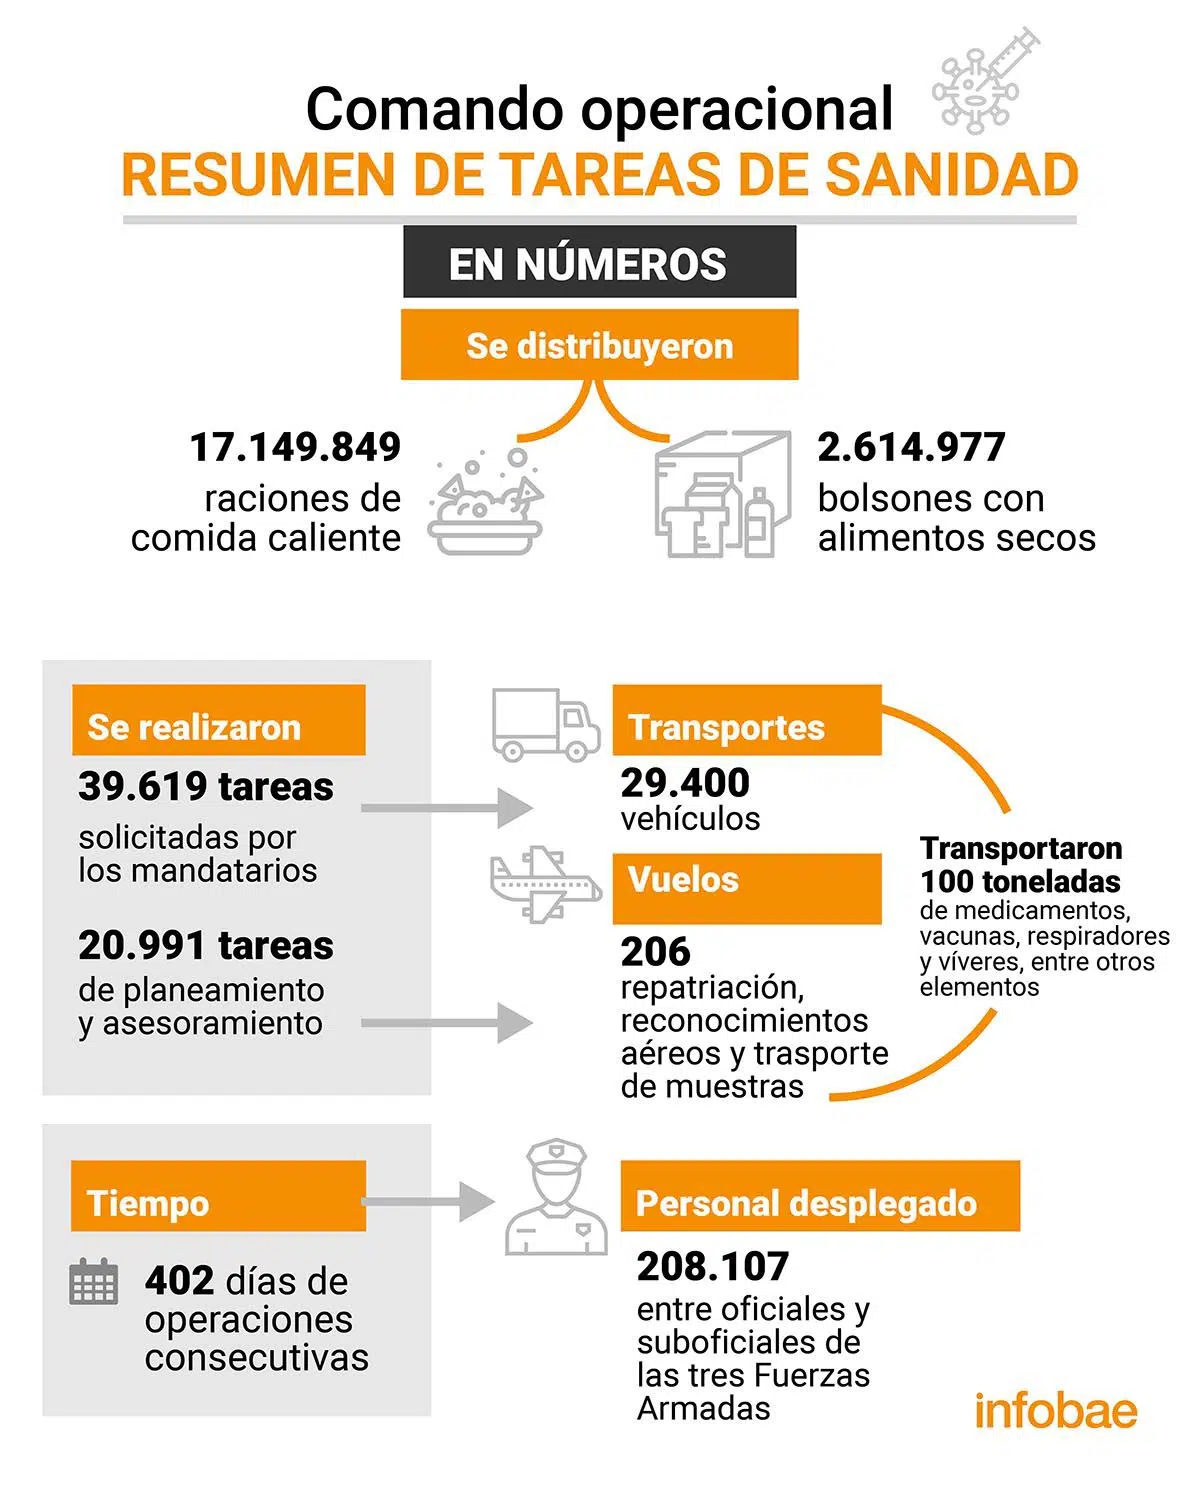 Comando operacional
RESUMEN DE TAREAS DE SANIDAD
EN NÚMEROS
Se distribuyeron
17.149.849
raciones de
comida caliente
2.614.977
bolsones con
alimentos secos
Se realizaron
39.619 tareas
solicitadas por
los mandatarios
20.991 tareas
de planeamiento
y asesoramiento
Transportes
29.400
vehículos
Vuelos
206
repatriación,
reconocimientos
aéreos y trasporte
de muestras
Transportaron
100 toneladas
de medicamentos,
vacunas, respiradores
y víveres, entre otros
elementos
Tiempo
402 días de
operaciones
consecutivas
Personal desplegado
208.107
entre oficiales y
suboficiales de
las tres Fuerzas
Armadas
infobae